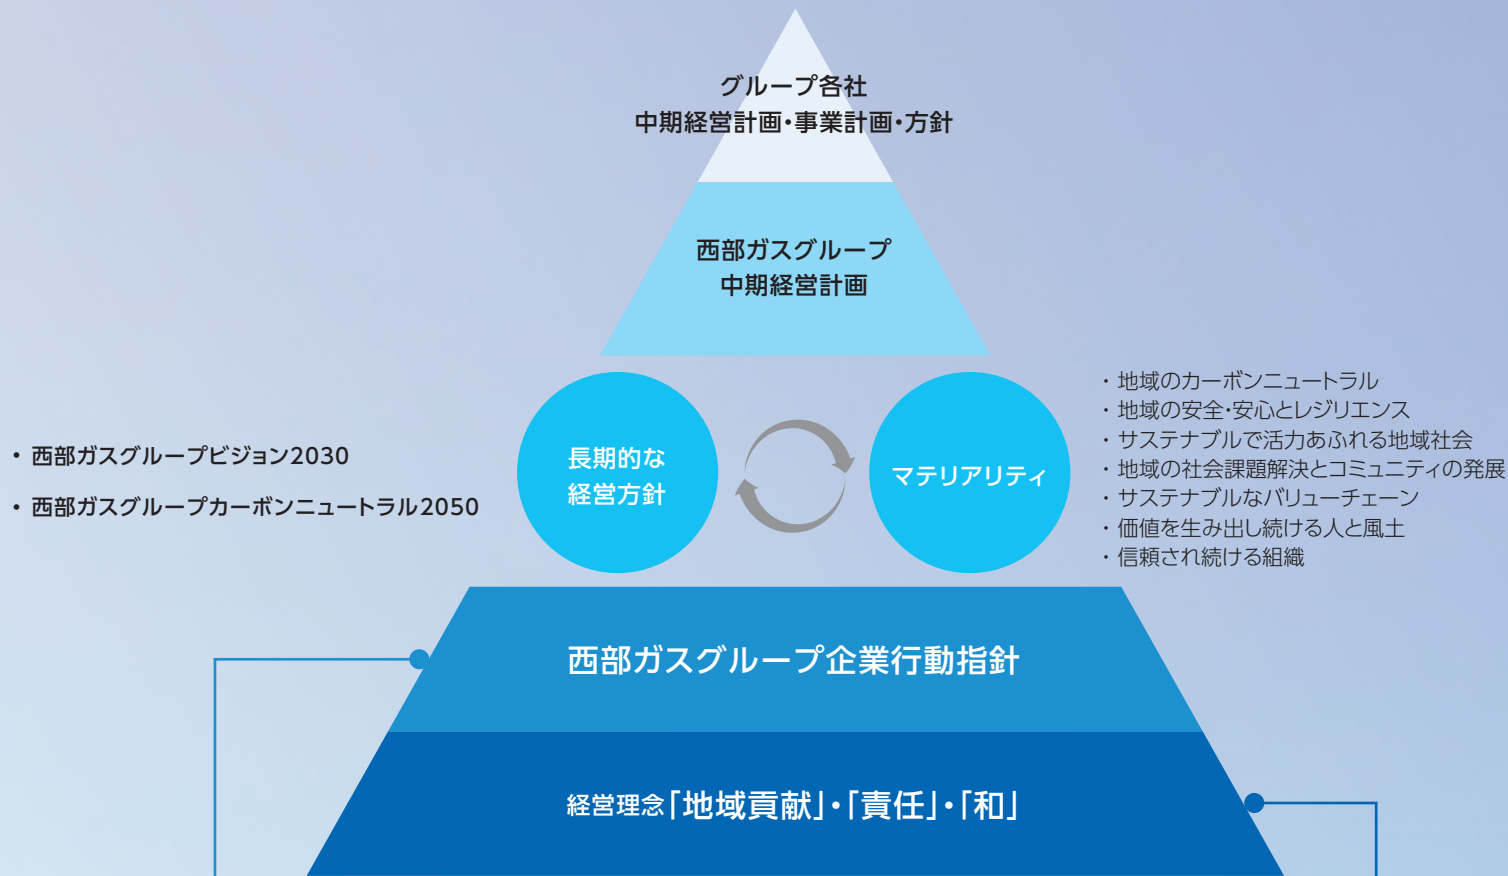 グループ各社
中期経営計画・事業計画・方針
西部ガスグループ
中期経営計画
・西部ガスグループビジョン2030
・西部ガスグループカーボンニュートラル2050
長期的な
経営方針
マテリアリティ
・地域のカーボンニュートラル
・地域の安全・安心とレジリエンス
・サステナブルで活力あふれる地域社会
・地域の社会課題解決とコミュニティの発展
・サステナブルなバリューチェーン
・価値を生み出し続ける人と風土
・信頼され続ける組織
西部ガスグループ企業行動指針
経営理念「地域貢献」・「責任」・「和」